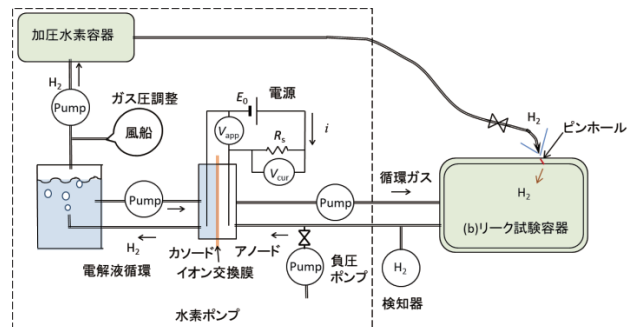 加圧水素容器
H2
Pump
ガス圧調整
風船
E0
電源
Vapp
i
Rs
Vcur
H2
ピンホール
Pump
循環ガス
Pump
H2
(b)リーク試験容器
H2
カソード
アノード
イオン交換膜
電解液循環
Pump
負圧
ポンプ
H2
検知器
水素ポンプ